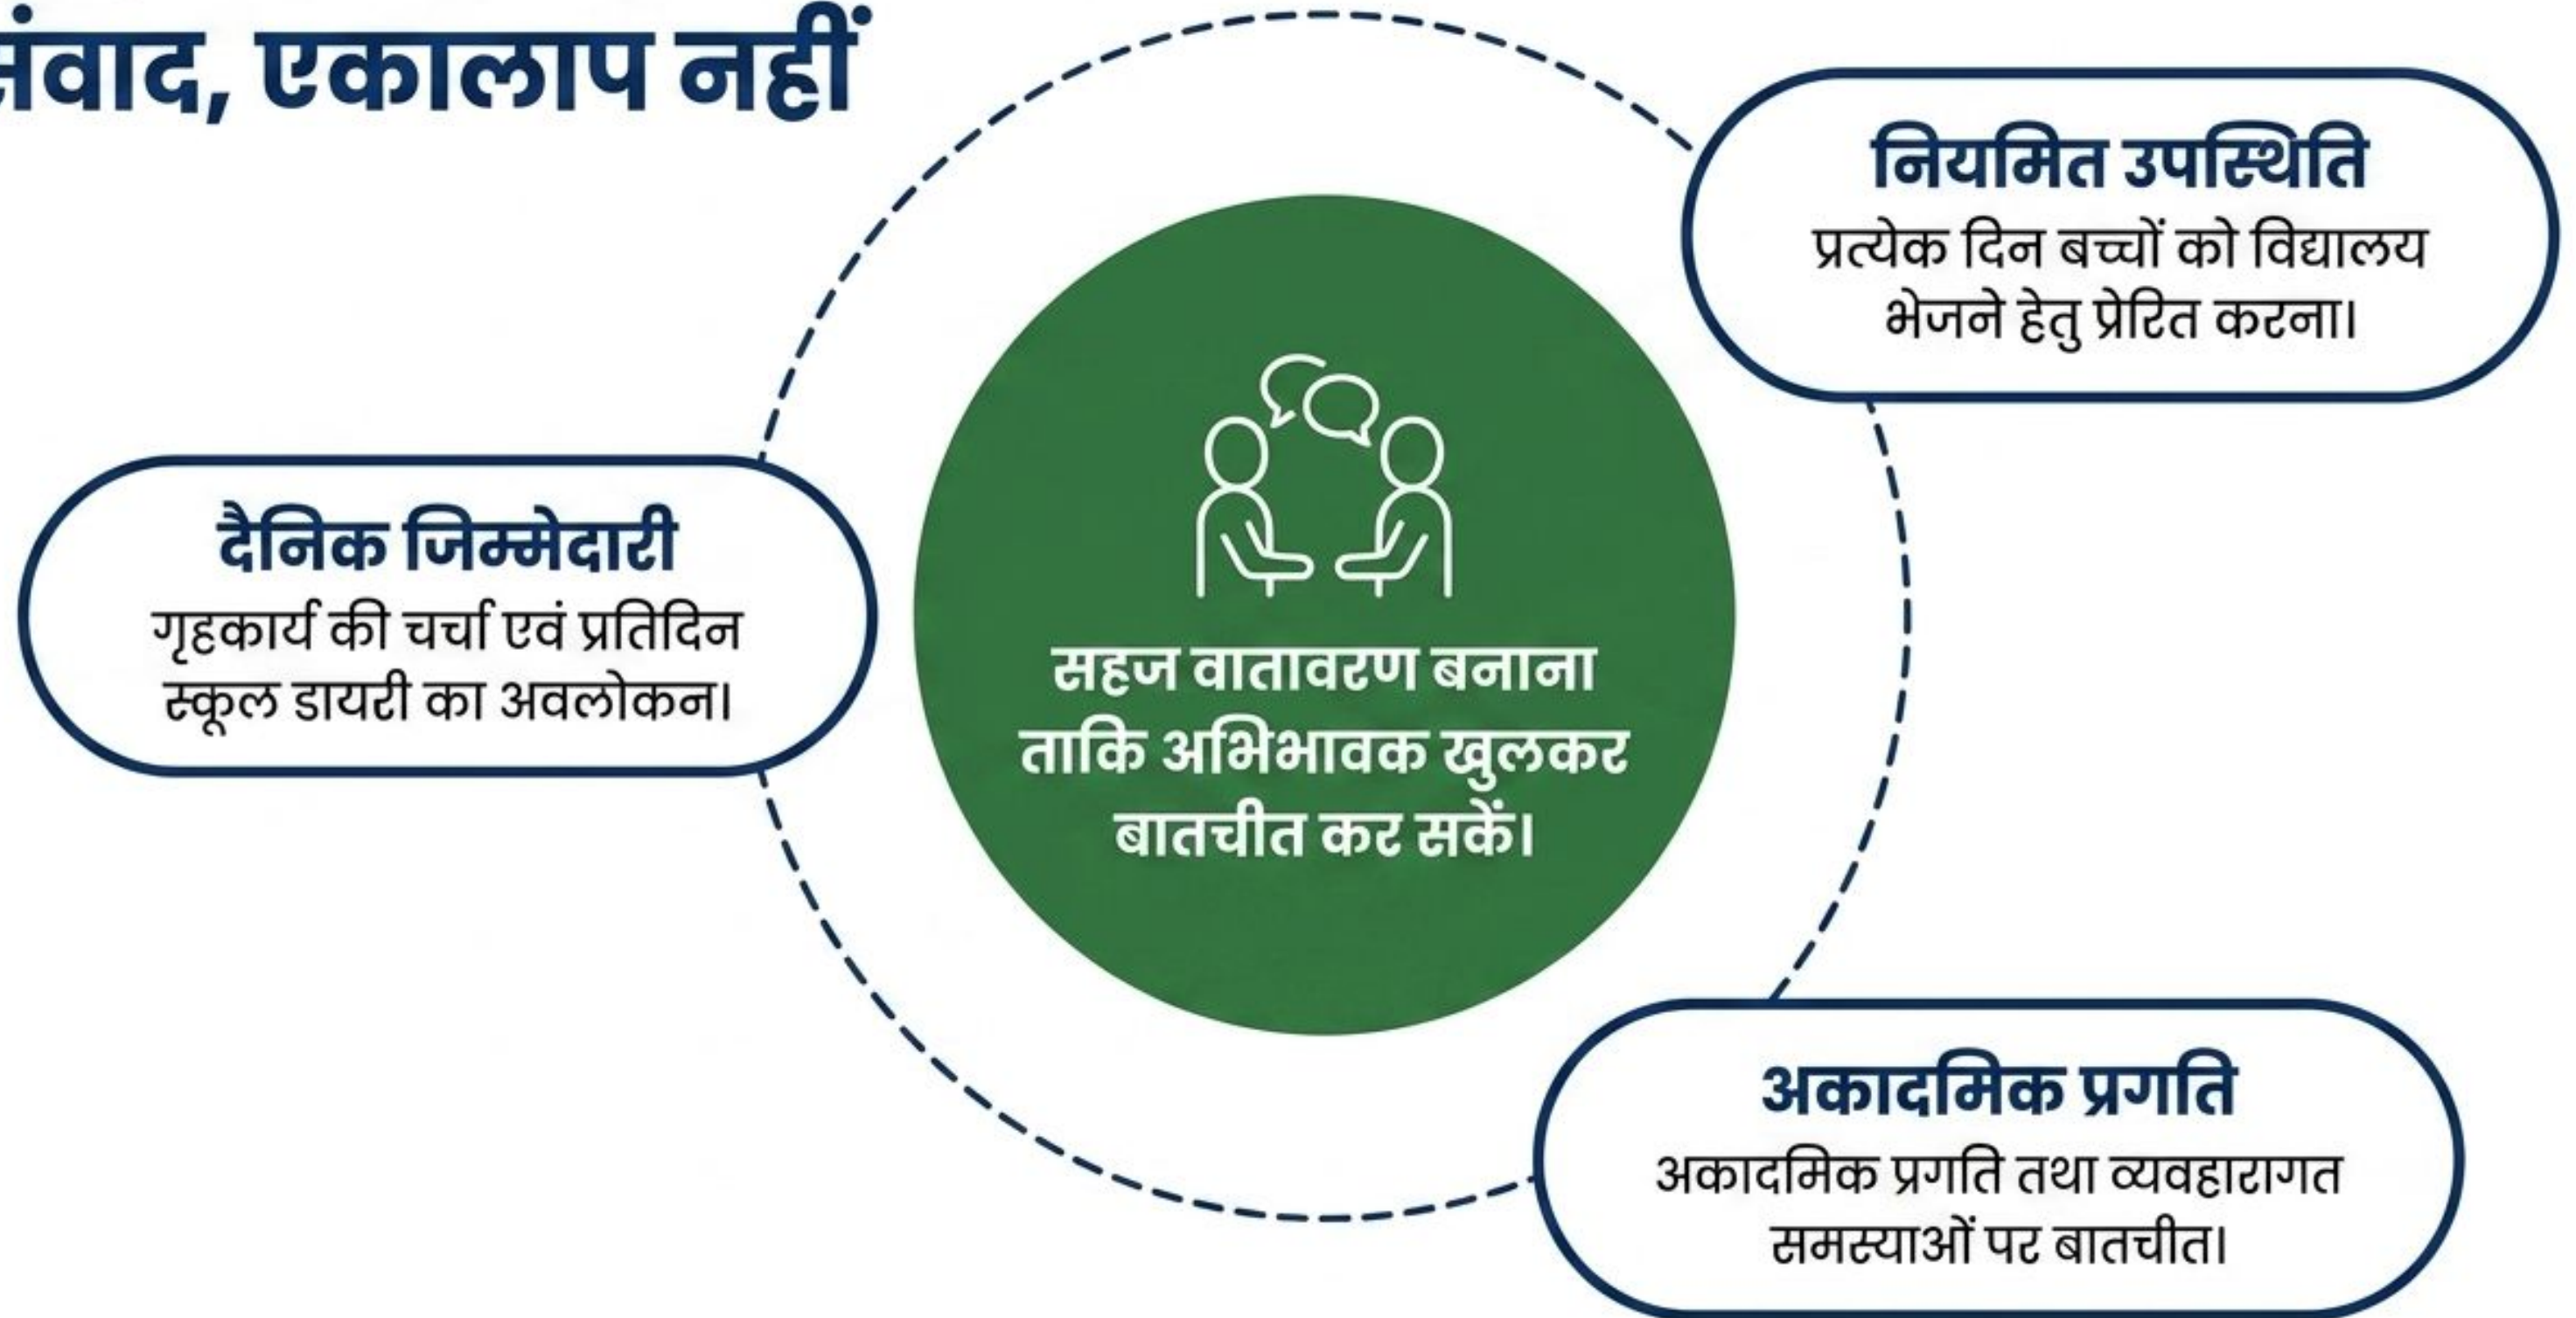 संवाद, एकालाप नहीं
नियमित उपस्थिति
प्रत्येक दिन बच्चों को विद्यालय
भेजने हेतु प्रेरित करना।
दैनिक जिम्मेदारी
गृहकार्य की चर्चा एवं प्रतिदिन
स्कूल डायरी का अवलोकन।
सहज वातावरण बनाना
ताकि अभिभावक खुलकर
बातचीत कर सकें।
अकादमिक प्रगति
अकादमिक प्रगति तथा व्यवहारागत
समस्याओं पर बातचीत।